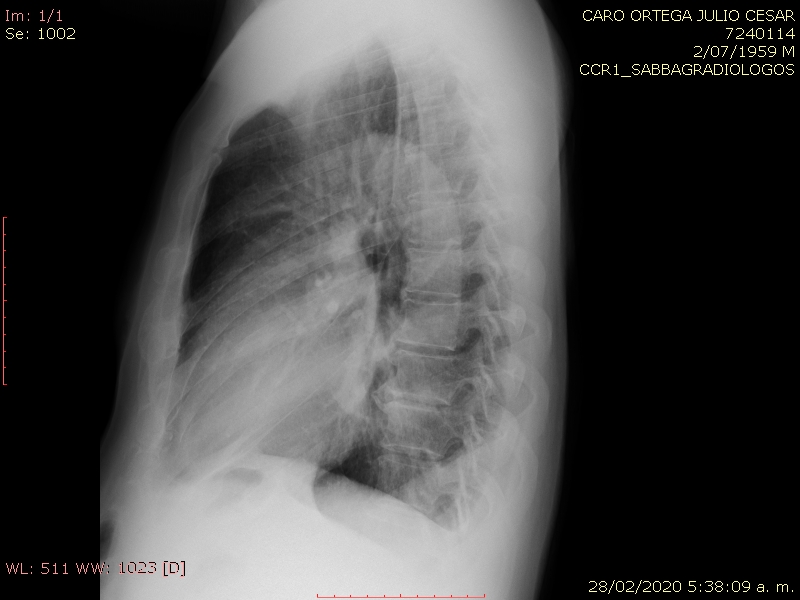 Im: 1/1
Se: 1002
CARO ORTEGA JULIO CESAR
7240114
2/07/1959 M
CCR1_SABBAGRADIOLOGOS
WL: 511 WW: 1023 [D]
28/02/2020 5:38:09 a. m.